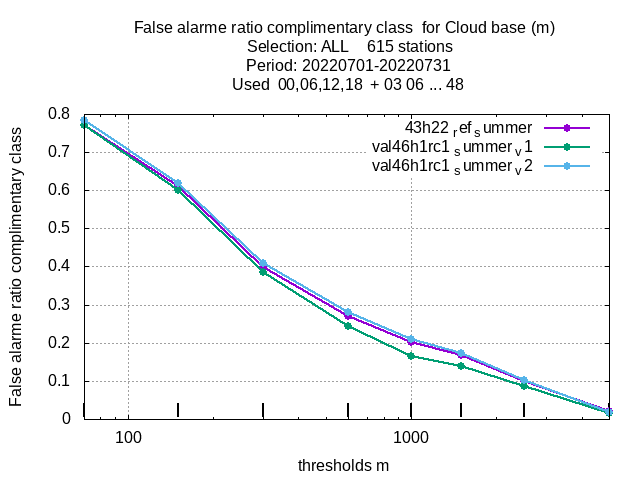 False alarme ratio complimentary class  for Cloud base (m)
Selection: ALL    615 stations
Period: 20220701-20220731
Used  00,06,12,18  + 03 06 ... 48
43h22 ref summer
val46h1rc1 summer v1
val46h1rc1 summer v2
False alarme ratio complimentary class
0.8
0.7
0.6
0.5
0.4
0.3
0.2
0.1
0
100
1000
thresholds m